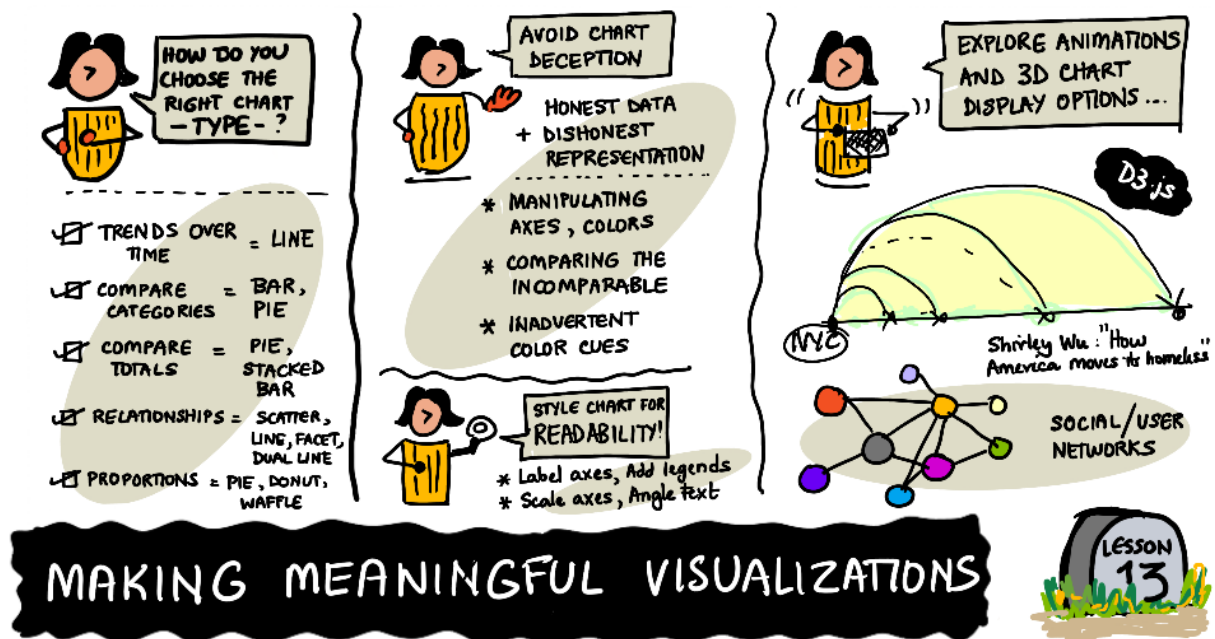 HOW DO YOU
CHOOSE THE
RIGHT CHART
- TYPE - ?
TRENDS OVER
TIME
= LINE
COMPARE
CATEGORIES
= BAR,
PIE
COMPARE
TOTALS
= PIE,
STACKED
BAR
RELATIONSHIPS = SCATTER,
LINE, FACET,
DUAL LINE
PROPORTIONS = PIE, DONUT,
WAFFLE
AVOID CHART
DECEPTION
HONEST DATA
+ DISHONEST
REPRESENTATION
* MANIPULATING
AXES, COLORS
* COMPARING THE
INCOMPARABLE
* INADVERTENT
COLOR CUES
STYLE CHART FOR
READABILITY!
* Label axes, Add legends
* Scale axes, Angle Text
EXPLORE ANIMATIONS
AND 3D CHART
DISPLAY OPTIONS ...
D3.js
NYC
Shirley Wu: "How
America moves its homeless"
SOCIAL/USER
NETWORKS
MAKING MEANINGFUL VISUALIZATIONS
LESSON
13